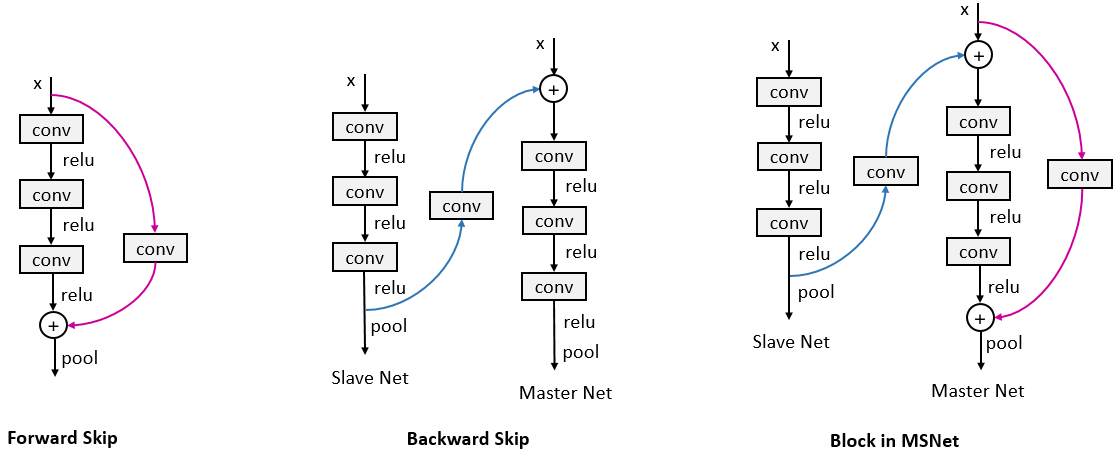 x
conv
relu
conv
relu
conv
conv
relu
+
pool
Forward Skip
x
conv
relu
conv
relu
conv
relu
pool
Slave Net
conv
x
+
conv
relu
conv
relu
conv
relu
pool
Master Net
Backward Skip
x
conv
relu
conv
relu
conv
relu
pool
Slave Net
conv
x
+
conv
relu
conv
relu
conv
relu
+
pool
Master Net
conv
Block in MSNet